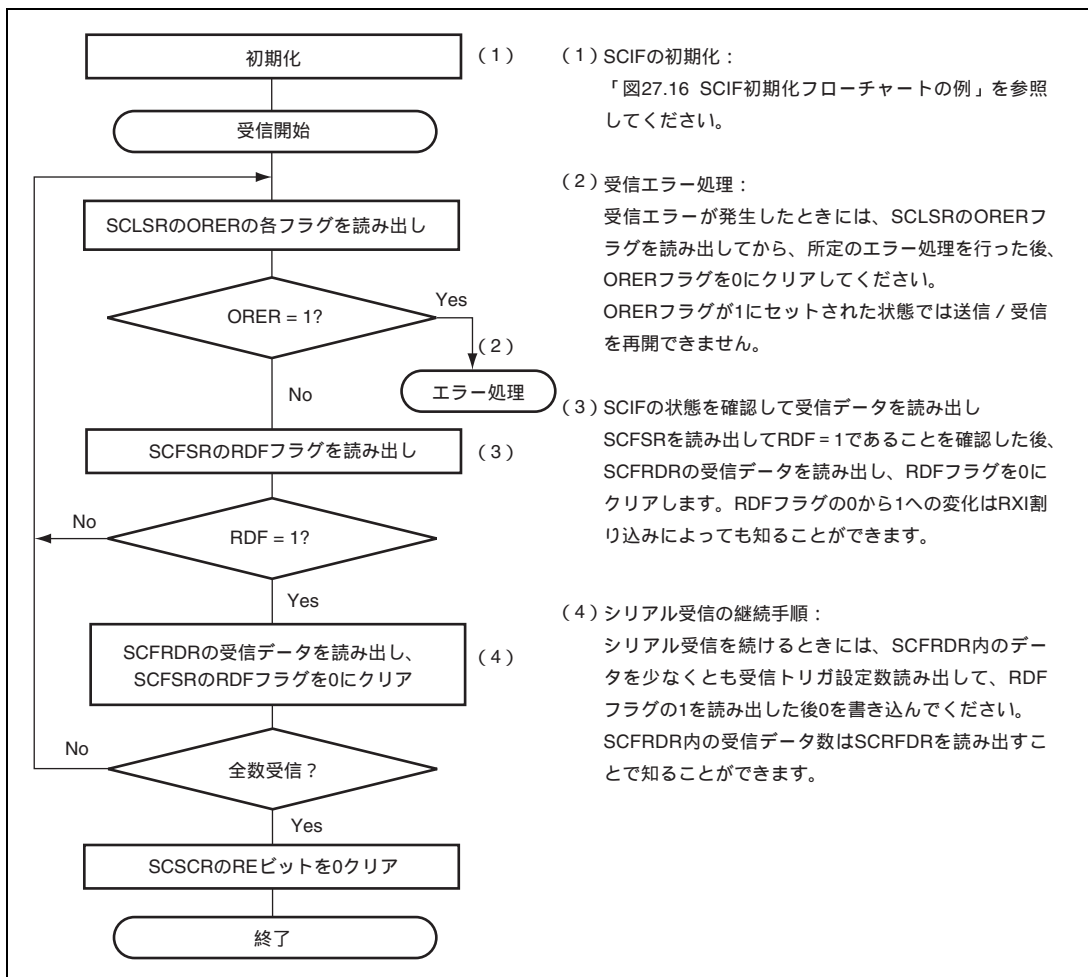 初期化
（1）
受信開始
SCLSRのORERの各フラグを読み出し
ORER = 1?
Yes
（2）
エラー処理
No
SCFSRのRDFフラグを読み出し
（3）
No
RDF = 1?
Yes
SCFRDRの受信データを読み出し、
SCFSRのRDFフラグを0にクリア
（4）
No
全数受信？
Yes
SCSCRのREビットを0クリア
終了
（1）SCIFの初期化：
「図27.16 SCIF初期化フローチャートの例」を参照
してください。
（2）受信エラー処理：
受信エラーが発生したときには、SCLSRのORERフ
ラグを読み出してから、所定のエラー処理を行った後、
ORERフラグを0にクリアしてください。
ORERフラグが1にセットされた状態では送信 / 受信
を再開できません。
（3）SCIFの状態を確認して受信データを読み出し
SCFSRを読み出してRDF = 1であることを確認した後、
SCFRDRの受信データを読み出し、RDFフラグを0に
クリアします。RDFフラグの0から1への変化はRXI割
り込みによっても知ることができます。
（4）シリアル受信の継続手順：
シリアル受信を続けるときには、SCFRDR内のデー
タを少なくとも受信トリガ設定数読み出して、RDF
フラグの1を読み出した後0を書き込んでください。
SCFRDR内の受信データ数はSCRFDRを読み出すこ
とで知ることができます。